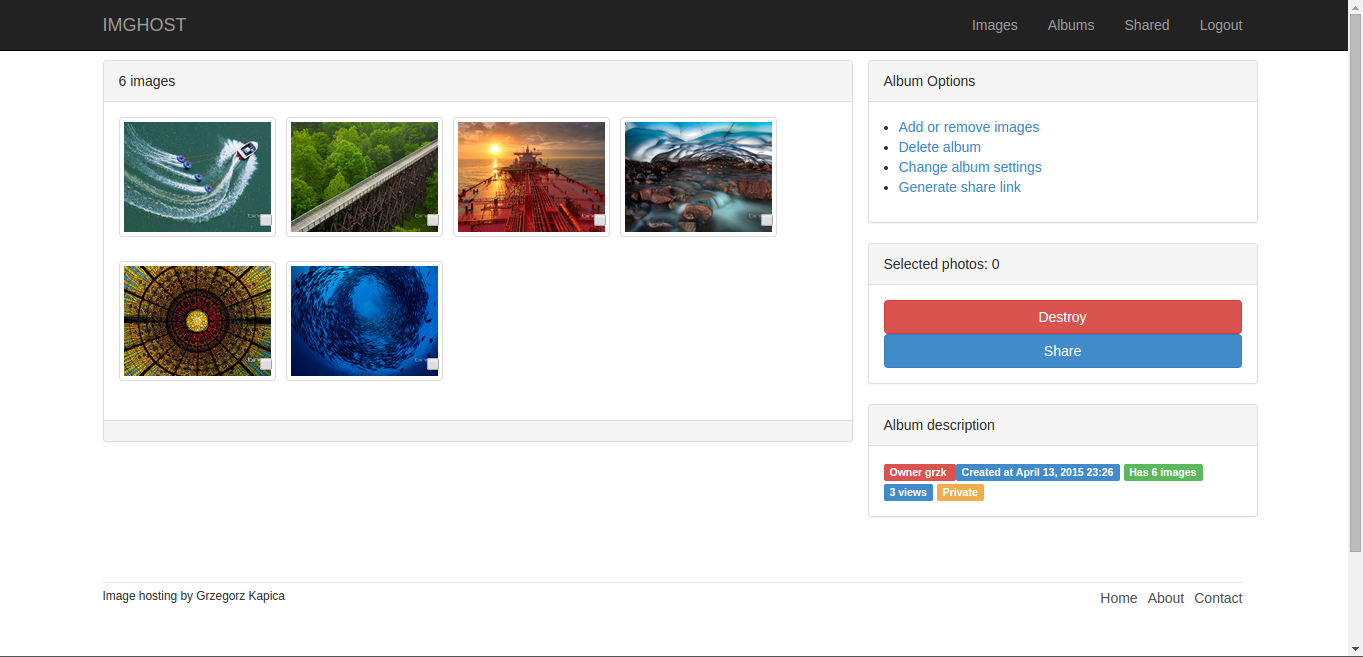 IMGHOST
Images Albums Shared Logout
6 images
Album Options
Add or remove images
Delete album
Change album settings
Generate share link
Selected photos: 0
Destroy
Share
Album description
Owner grzk Created at April 13, 2015 23:26 Has 6 images
3 views Private
Image hosting by Grzegorz Kapica
Home About Contact